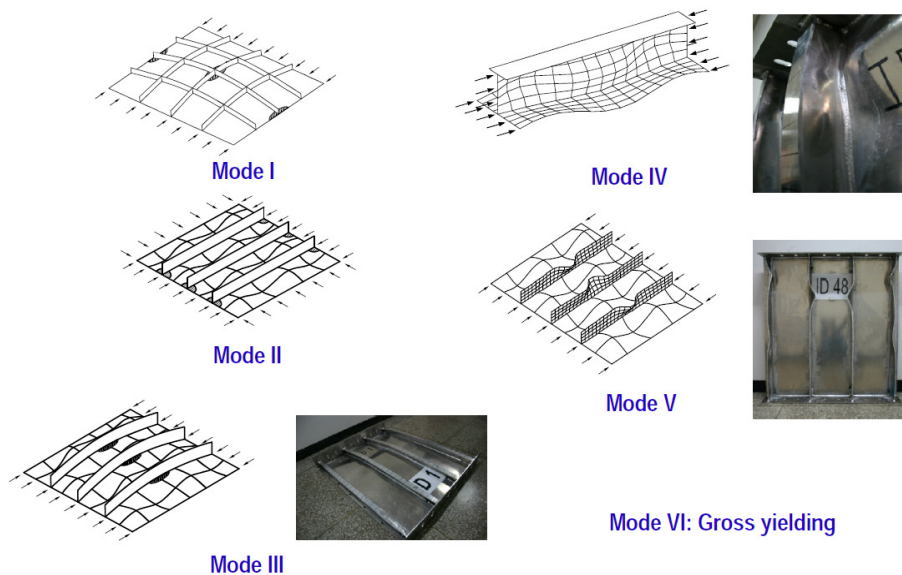 Mode I
Mode IV
Mode II
Mode V
ID 48
Mode III
D 1
Mode VI: Gross yielding